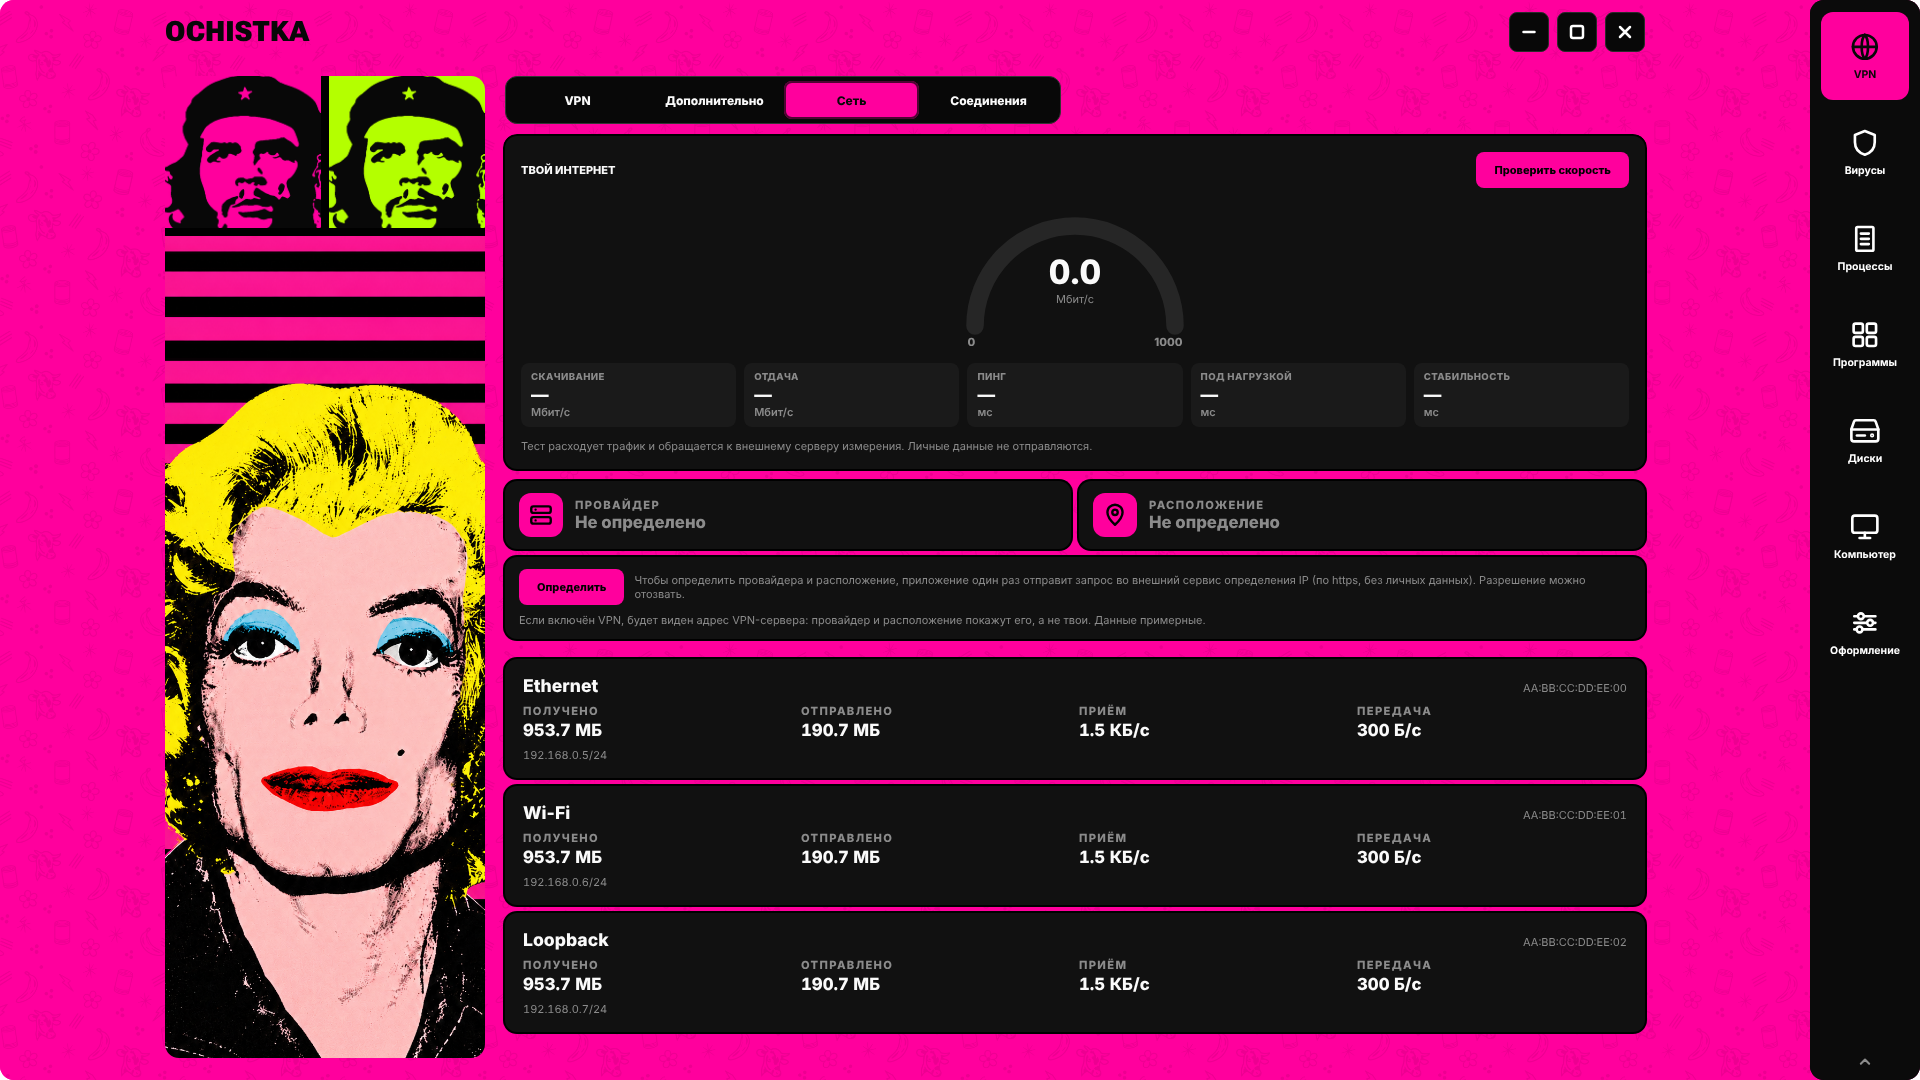 OCHISTKA
VPN
Дополнительно
Сеть
Соединения
ТВОЙ ИНТЕРНЕТ
Проверить скорость
0.0
Мбит/с
0
1000
СКАЧИВАНИЕ
—
Мбит/с
ОТДАЧА
—
Мбит/с
ПИНГ
—
мс
ПОД НАГРУЗКОЙ
—
мс
СТАБИЛЬНОСТЬ
—
мс
Тест расходует трафик и обращается к внешнему серверу измерения. Личные данные не отправляются.
ПРОВАЙДЕР
Не определено
РАСПОЛОЖЕНИЕ
Не определено
Определить
Чтобы определить провайдера и расположение, приложение один раз отправит запрос во внешний сервис определения IP (по https, без личных данных). Разрешение можно
отозвать.
Если включён VPN, будет виден адрес VPN-сервера: провайдер и расположение покажут его, а не твои. Данные примерные.
Ethernet
AA:BB:CC:DD:EE:00
ПОЛУЧЕНО
953.7 МБ
ОТПРАВЛЕНО
190.7 МБ
ПРИЁМ
1.5 КБ/с
ПЕРЕДАЧА
300 Б/с
192.168.0.5/24
Wi-Fi
AA:BB:CC:DD:EE:01
ПОЛУЧЕНО
953.7 МБ
ОТПРАВЛЕНО
190.7 МБ
ПРИЁМ
1.5 КБ/с
ПЕРЕДАЧА
300 Б/с
192.168.0.6/24
Loopback
AA:BB:CC:DD:EE:02
ПОЛУЧЕНО
953.7 МБ
ОТПРАВЛЕНО
190.7 МБ
ПРИЁМ
1.5 КБ/с
ПЕРЕДАЧА
300 Б/с
192.168.0.7/24
VPN
Вирусы
Процессы
Программы
Диски
Компьютер
Оформление